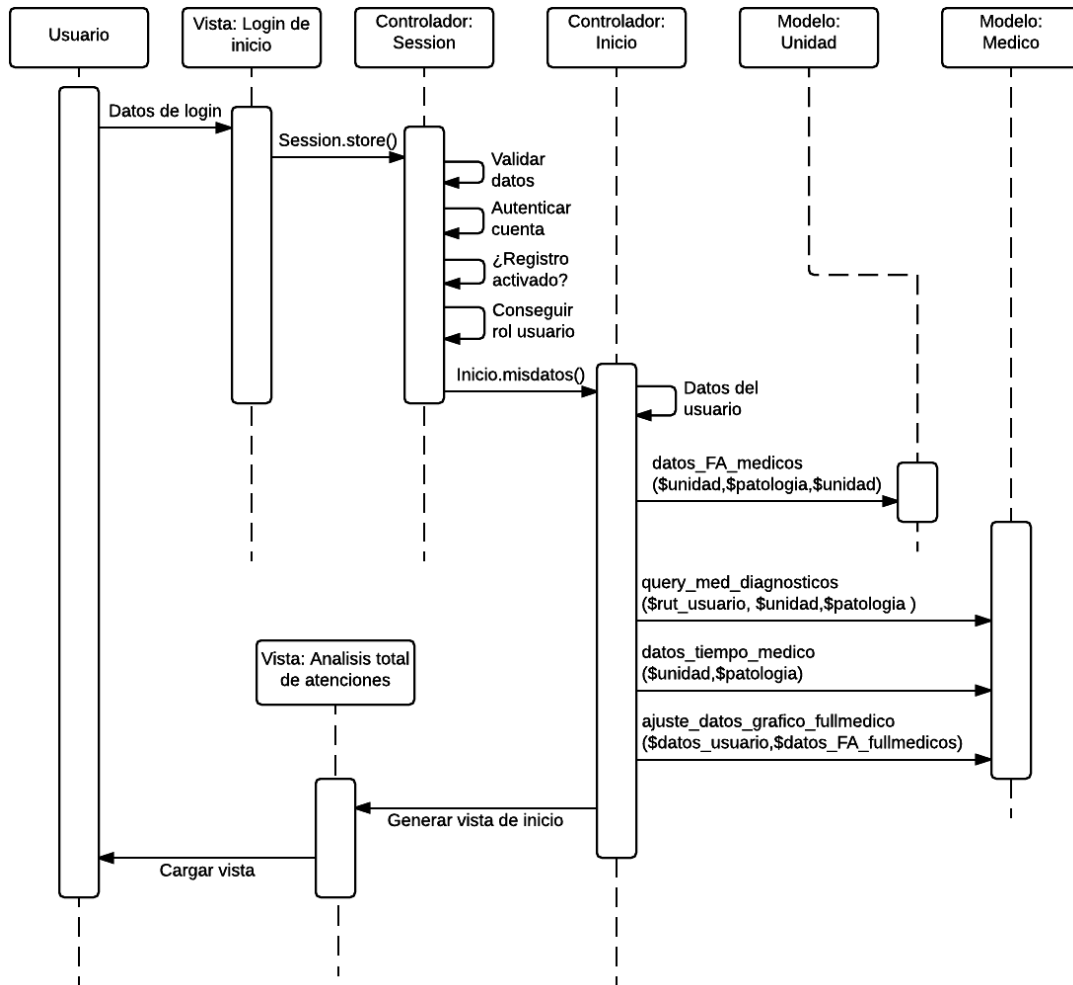 Usuario
Vista: Login de
inicio
Controlador:
Session
Controlador:
Inicio
Modelo:
Unidad
Modelo:
Medico
Datos de login
Session.store()
Validar
datos
Autenticar
cuenta
¿Registro
activado?
Conseguir
rol usuario
Inicio.misdatos()
Datos del
usuario
datos_FA_medicos
($unidad,$patologia,$unidad)
query_med_diagnosticos
($rut_usuario, $unidad,$patologia )
Vista: Analisis total
de atenciones
datos_tiempo_medico
($unidad,$patologia)
ajuste_datos_grafico_fullmedico
($datos_usuario,$datos_FA_fullmedicos)
Generar vista de inicio
Cargar vista